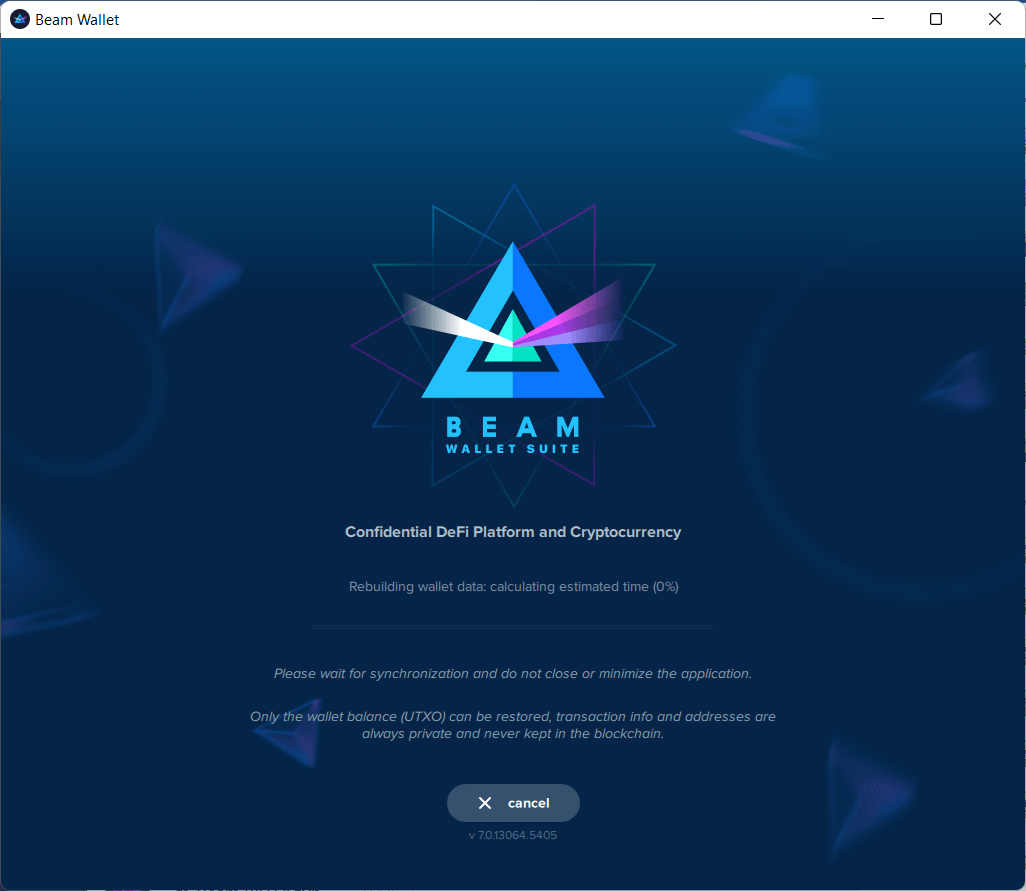 Beam Wallet
BEAM
WALLET SUITE
Confidential DeFi Platform and Cryptocurrency
Rebuilding wallet data: calculating estimated time (0%)
Please wait for synchronization and do not close or minimize the application.
Only the wallet balance (UTXO) can be restored, transaction info and addresses are
always private and never kept in the blockchain.
cancel
v 7.0.13064.5405